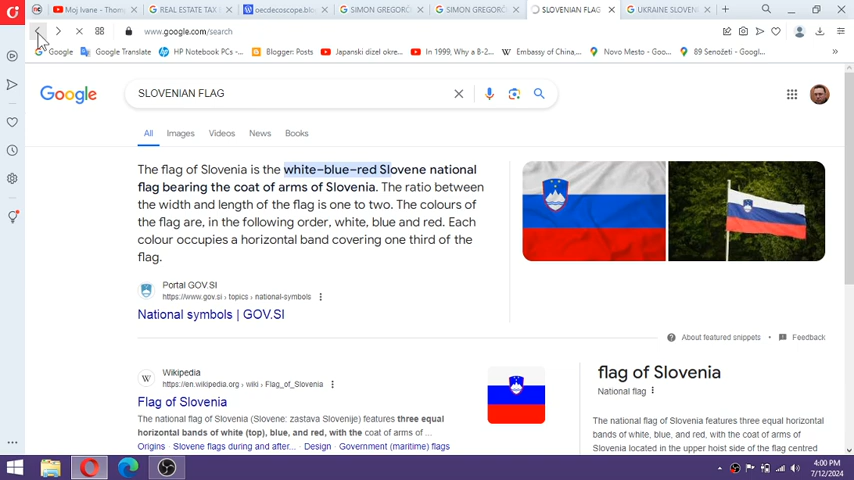 Moj Ivane - Thomp
REAL ESTATE TAX
oecdecoscope.blo
SIMON GREGORČ
SIMON GREGORČ
SLOVENIAN FLAG
UKRAINE SLOVEN
www.google.com/search
Google
Google Translate
HP Notebook PCs -...
Blogger: Posts
Japanski dizel okre...
In 1999, Why a B-2...
Embassy of China,...
Novo Mesto - Goo...
89 Senožeti - Goog...
Google
SLOVENIAN FLAG
All Images Videos News Books
The flag of Slovenia is the white–blue–red Slovene national
flag bearing the coat of arms of Slovenia. The ratio between
the width and length of the flag is one to two. The colours of
the flag are, in the following order, white, blue and red. Each
colour occupies a horizontal band covering one third of the
flag.
Portal GOV.SI
https://www.gov.si › topics › national-symbols
National symbols | GOV.SI
About featured snippets • Feedback
W
Wikipedia
https://en.wikipedia.org › wiki › Flag_of_Slovenia
Flag of Slovenia
The national flag of Slovenia (Slovene: zastava Slovenije) features three equal
horizontal bands of white (top), blue, and red, with the coat of arms of ...
Origins · Slovene flags during and after... · Design · Government (maritime) flags
flag of Slovenia
National flag
The national flag of Slovenia features three equal horizontal
bands of white, blue, and red, with the coat of arms of
Slovenia located in the upper hoist side of the flag centred
4:00 PM
7/12/2024